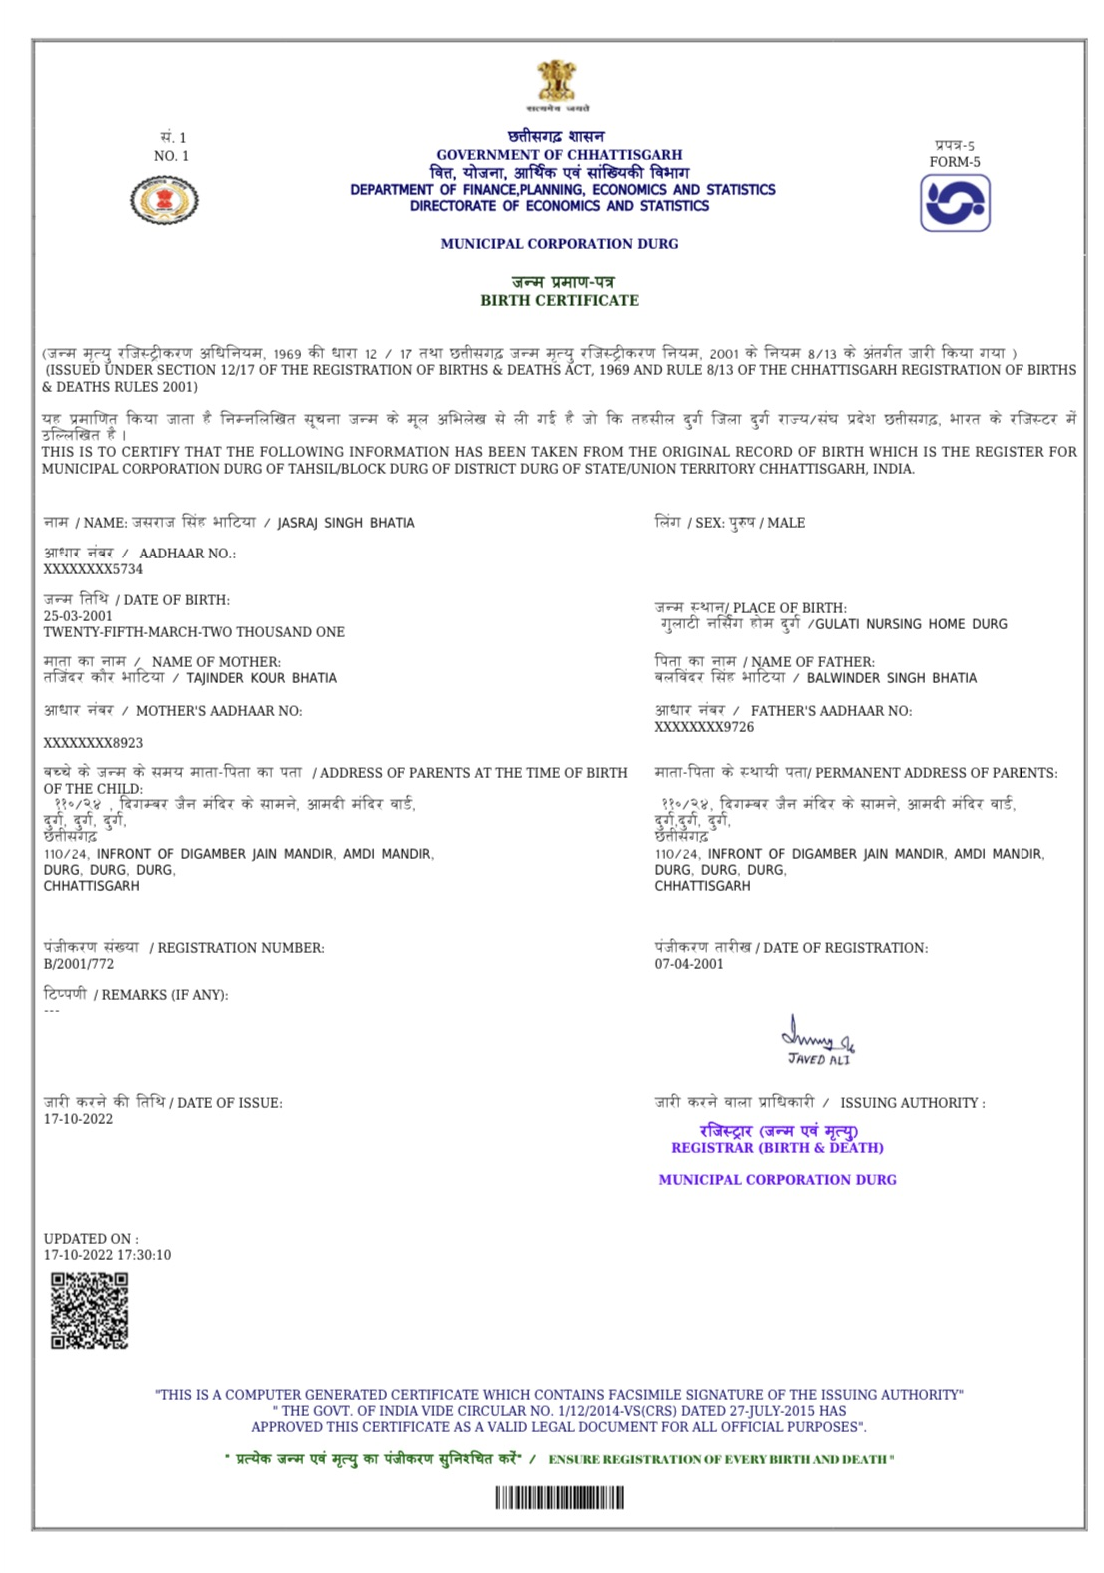 सत्यमेव जयते
सं. 1
NO. 1
छत्तीसगढ़ शासन
GOVERNMENT OF CHHATTISGARH
वित्त, योजना, आर्थिक एवं सांख्यिकी विभाग
DEPARTMENT OF FINANCE,PLANNING, ECONOMICS AND STATISTICS
DIRECTORATE OF ECONOMICS AND STATISTICS
प्रपत्र-5
FORM-5
MUNICIPAL CORPORATION DURG
जन्म प्रमाण-पत्र
BIRTH CERTIFICATE
(जन्म मृत्यु रजिस्ट्रीकरण अधिनियम, 1969 की धारा 12 / 17 तथा छत्तीसगढ़ जन्म मृत्यु रजिस्ट्रीकरण नियम, 2001 के नियम 8/13 के अंतर्गत जारी किया गया )
(ISSUED UNDER SECTION 12/17 OF THE REGISTRATION OF BIRTHS & DEATHS ACT, 1969 AND RULE 8/13 OF THE CHHATTISGARH REGISTRATION OF BIRTHS
& DEATHS RULES 2001)
यह प्रमाणित किया जाता है निम्नलिखित सूचना जन्म के मूल अभिलेख से ली गई है जो कि तहसील दुर्ग जिला दुर्ग राज्य/संघ प्रदेश छत्तीसगढ़, भारत के रजिस्टर में
उल्लिखित है ।
THIS IS TO CERTIFY THAT THE FOLLOWING INFORMATION HAS BEEN TAKEN FROM THE ORIGINAL RECORD OF BIRTH WHICH IS THE REGISTER FOR
MUNICIPAL CORPORATION DURG OF TAHSIL/BLOCK DURG OF DISTRICT DURG OF STATE/UNION TERRITORY CHHATTISGARH, INDIA.
नाम / NAME: जसराज सिंह भाटिया / JASRAJ SINGH BHATIA
लिंग / SEX: पुरुष / MALE
आधार नंबर / AADHAAR NO.:
XXXXXXXX5734
जन्म तिथि / DATE OF BIRTH:
25-03-2001
TWENTY-FIFTH-MARCH-TWO THOUSAND ONE
जन्म स्थान/ PLACE OF BIRTH:
गुलाटी नर्सिंग होम दुर्ग /GULATI NURSING HOME DURG
माता का नाम / NAME OF MOTHER:
तजिंदर कौर भाटिया / TAJINDER KOUR BHATIA
पिता का नाम / NAME OF FATHER:
बलविंदर सिंह भाटिया / BALWINDER SINGH BHATIA
आधार नंबर / MOTHER'S AADHAAR NO:
XXXXXXXX8923
आधार नंबर / FATHER'S AADHAAR NO:
XXXXXXXX9726
बच्चे के जन्म के समय माता-पिता का पता / ADDRESS OF PARENTS AT THE TIME OF BIRTH
OF THE CHILD:
११०/२४ , दिगम्बर जैन मंदिर के सामने, आमदी मंदिर वार्ड,
दुर्ग, दुर्ग, दुर्ग,
छत्तीसगढ़
110/24, INFRONT OF DIGAMBER JAIN MANDIR, AMDI MANDIR,
DURG, DURG, DURG,
CHHATTISGARH
माता-पिता के स्थायी पता/ PERMANENT ADDRESS OF PARENTS:
११०/२४, दिगम्बर जैन मंदिर के सामने, आमदी मंदिर वार्ड,
दुर्ग,दुर्ग, दुर्ग,
छत्तीसगढ़
110/24, INFRONT OF DIGAMBER JAIN MANDIR, AMDI MANDIR,
DURG, DURG, DURG,
CHHATTISGARH
पंजीकरण संख्या / REGISTRATION NUMBER:
B/2001/772
पंजीकरण तारीख / DATE OF REGISTRATION:
07-04-2001
टिप्पणी / REMARKS (IF ANY):
---
JAVED ALI
जारी करने की तिथि / DATE OF ISSUE:
17-10-2022
जारी करने वाला प्राधिकारी / ISSUING AUTHORITY :
रजिस्ट्रार (जन्म एवं मृत्यु)
REGISTRAR (BIRTH & DEATH)
MUNICIPAL CORPORATION DURG
UPDATED ON :
17-10-2022 17:30:10
"THIS IS A COMPUTER GENERATED CERTIFICATE WHICH CONTAINS FACSIMILE SIGNATURE OF THE ISSUING AUTHORITY"
" THE GOVT. OF INDIA VIDE CIRCULAR NO. 1/12/2014-VS(CRS) DATED 27-JULY-2015 HAS
APPROVED THIS CERTIFICATE AS A VALID LEGAL DOCUMENT FOR ALL OFFICIAL PURPOSES".
" प्रत्येक जन्म एवं मृत्यु का पंजीकरण सुनिश्चित करें" / ENSURE REGISTRATION OF EVERY BIRTH AND DEATH "